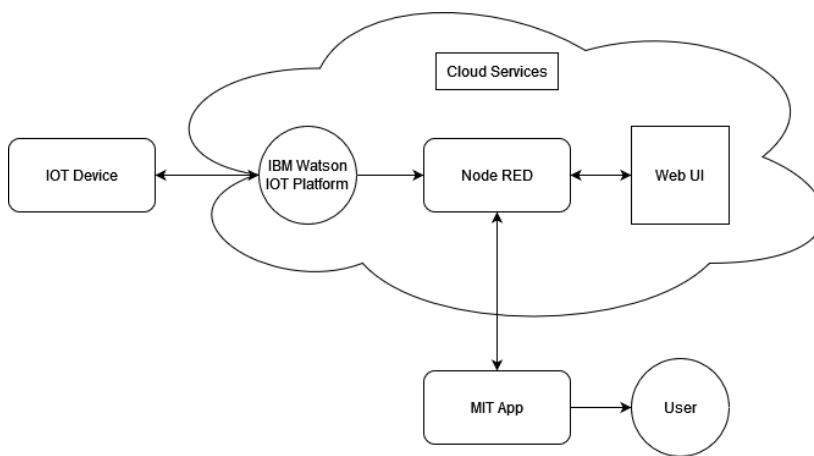 Cloud Services
IOT Device
IBM Watson
IOT Platform
Node RED
Web UI
MIT App
User